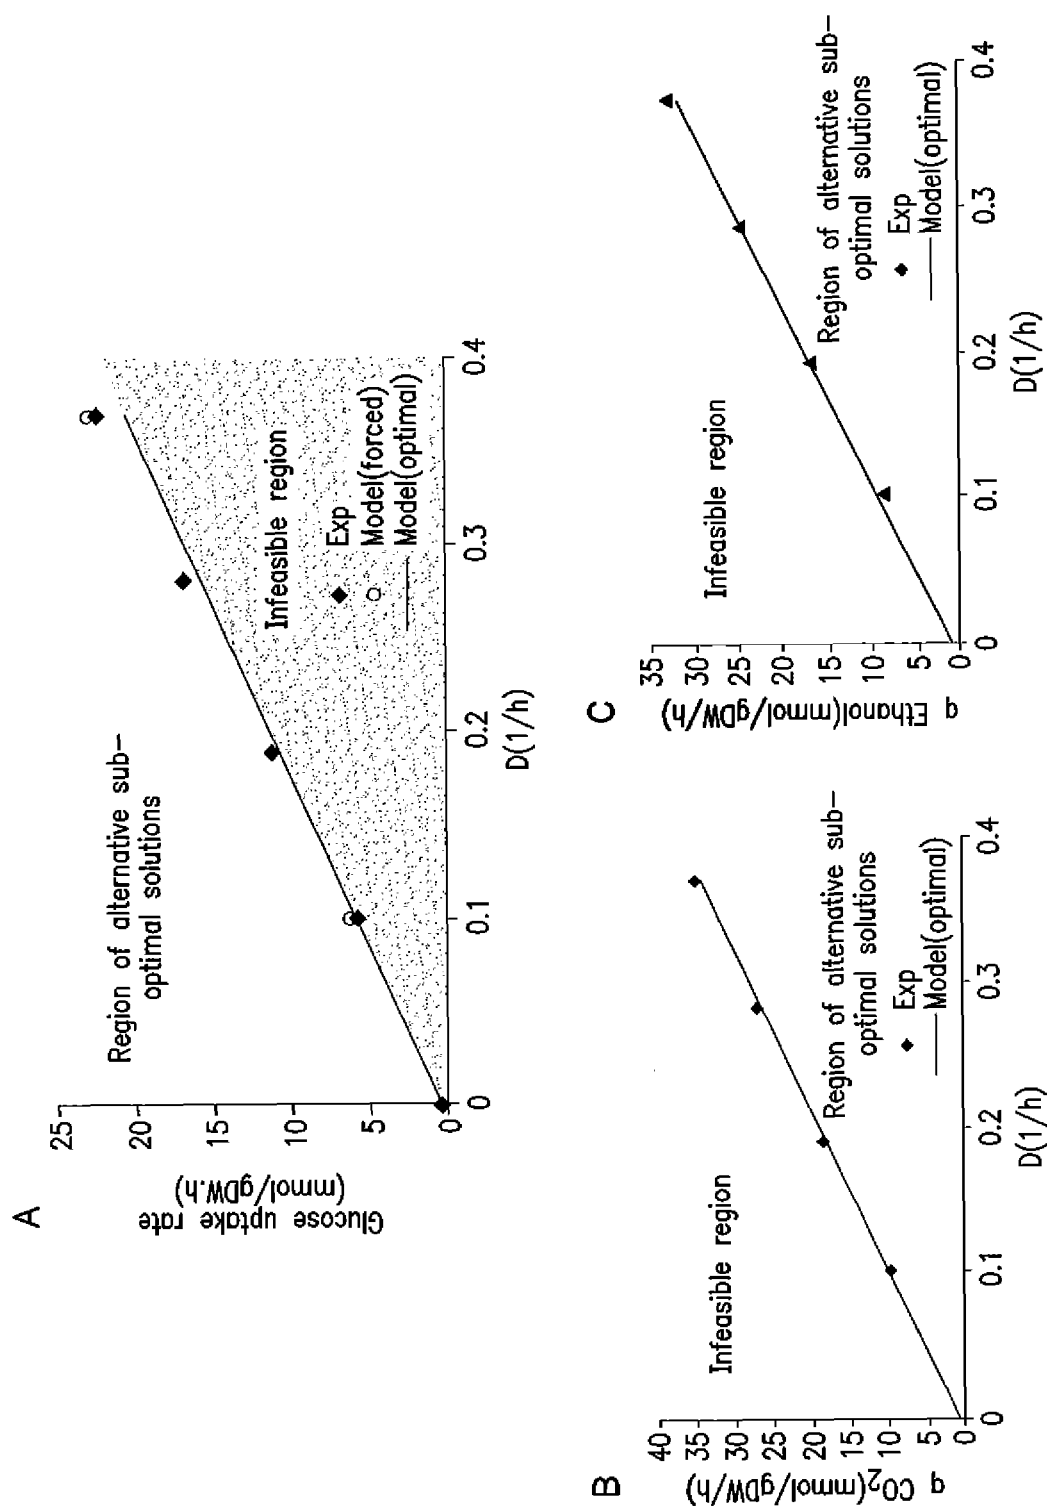 A
Glucose uptake rate
(mmol/gDW.h)
25
20
15
10
5
0
Region of alternative sub-
optimal solutions
Infeasible region
Exp
Model(forced)
Model(optimal)
0
0.1
0.2
0.3
0.4
D(1/h)
B
q CO₂(mmol/gDW/h)
40
35
30
25
20
15
10
5
0
Infeasible region
Region of alternative sub-
optimal solutions
Exp
Model(optimal)
0
0.1
0.2
0.3
0.4
D(1/h)
C
q Ethanol(mmol/gDW/h)
35
30
25
20
15
10
5
0
Infeasible region
Region of alternative sub-
optimal solutions
Exp
Model(optimal)
0
0.1
0.2
0.3
0.4
D(1/h)